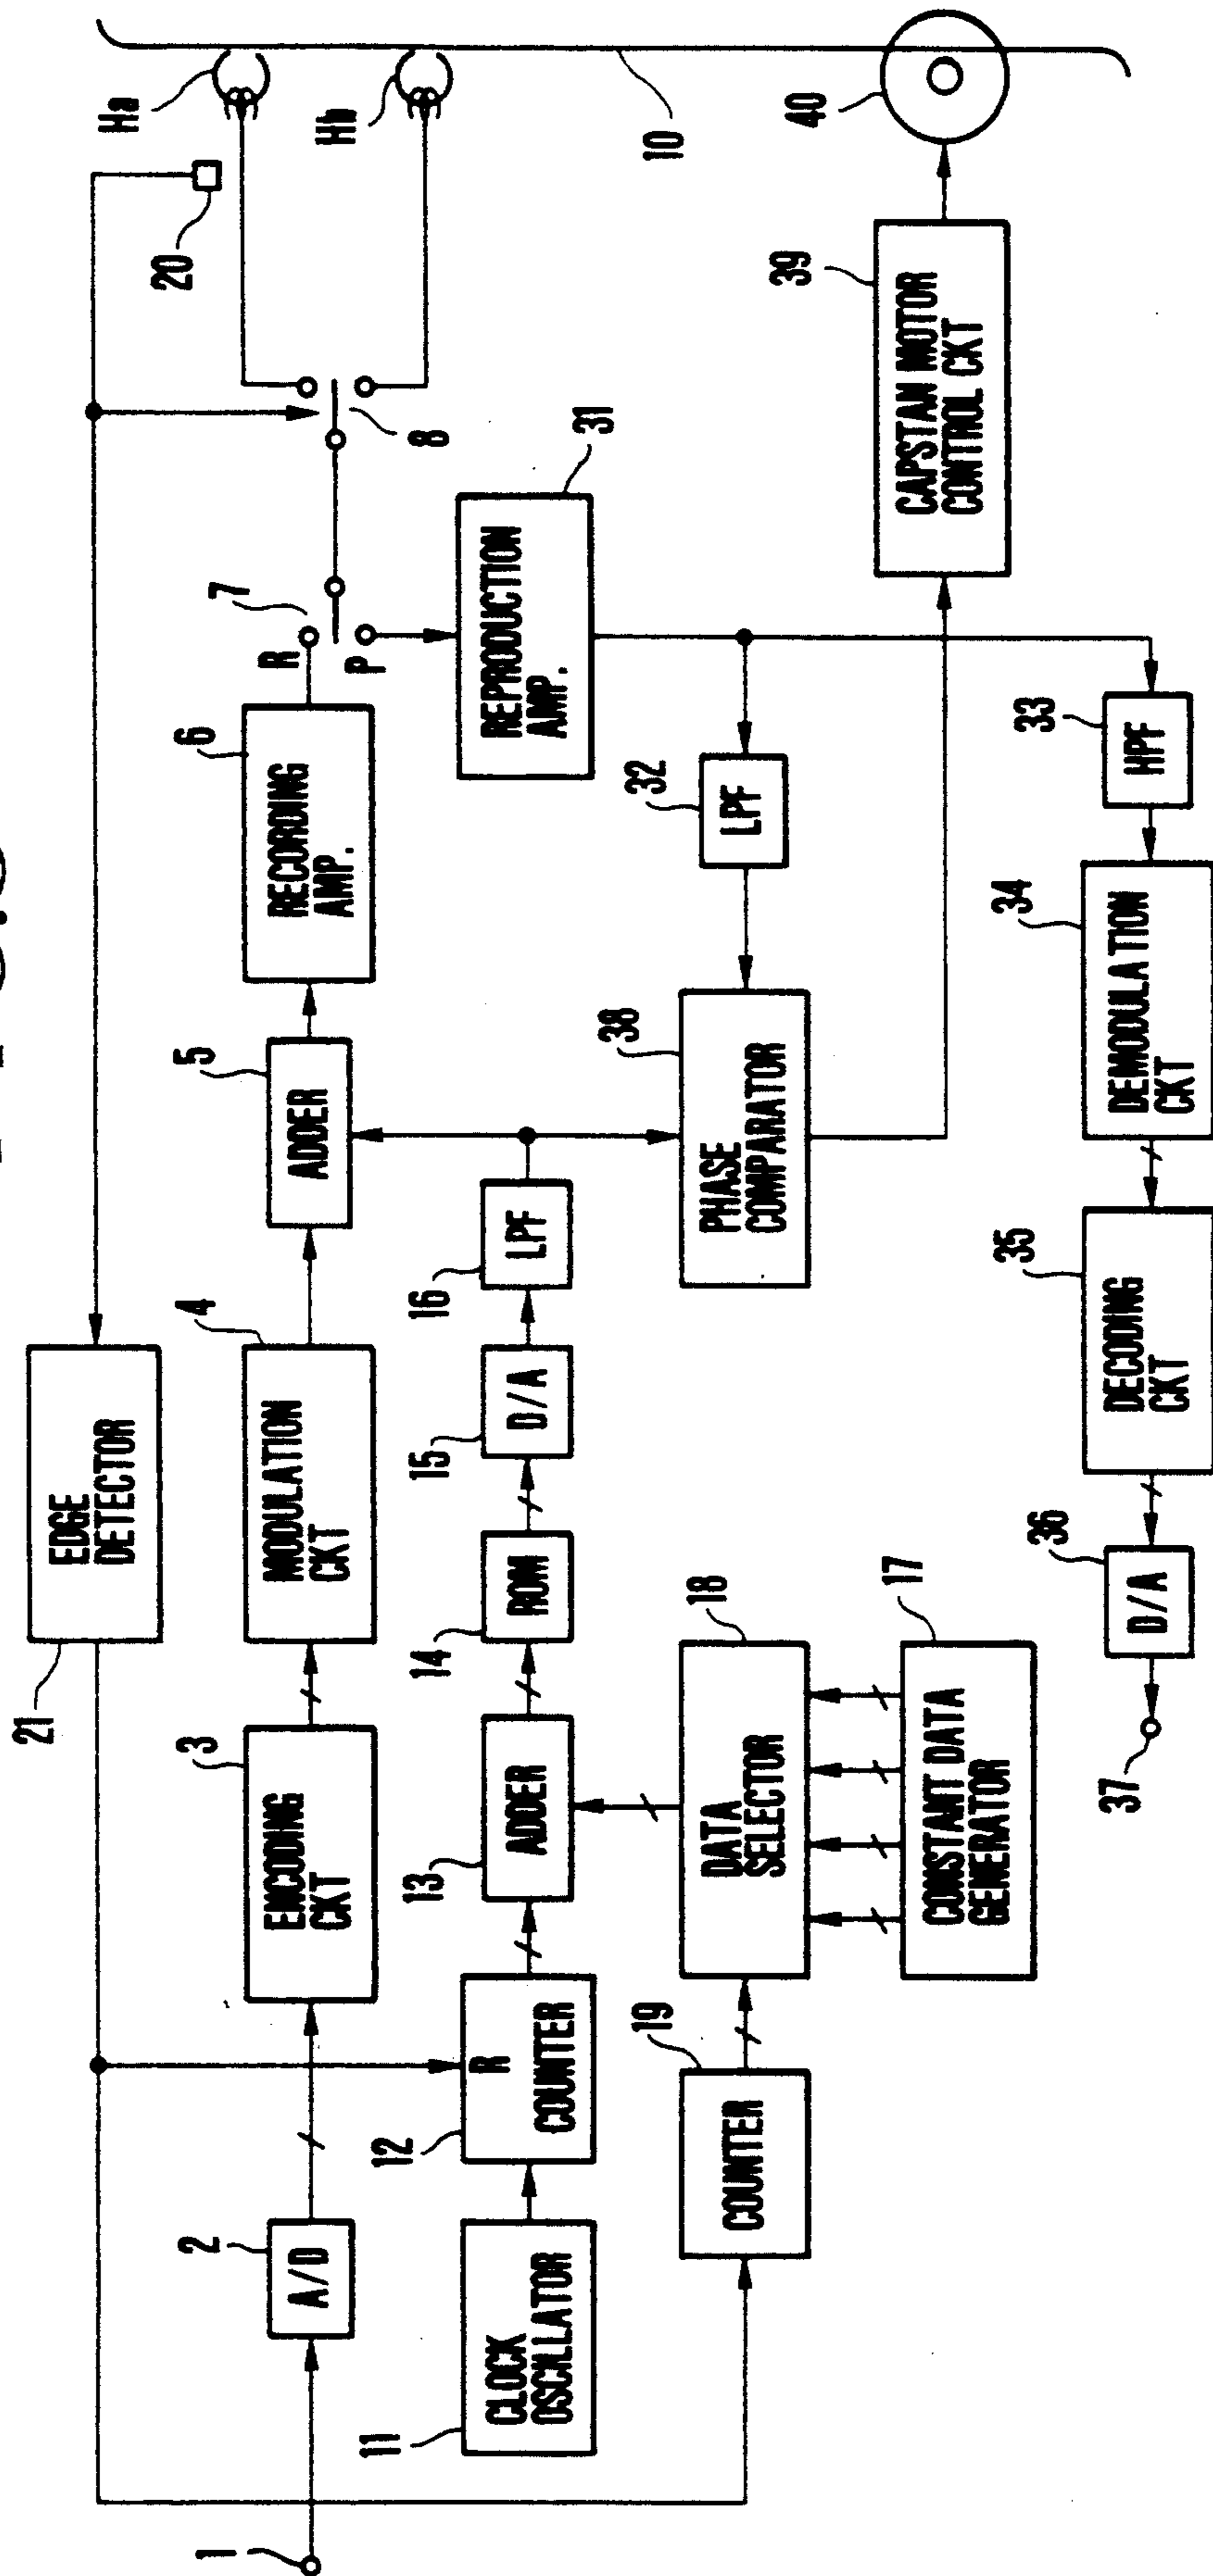 21
EDGE
DETECTOR
20
Ha
Hb
1
2
A/D
3
ENCODING
CKT
4
MODULATION
CKT
5
ADDER
6
RECORDING
AMP.
7
R
P
8
10
11
CLOCK
OSCILLATOR
12
R
COUNTER
13
ADDER
14
ROM
15
D/A
16
LPF
31
REPRODUCTION
AMP.
19
COUNTER
18
DATA
SELECTOR
17
CONSTANT DATA
GENERATOR
38
PHASE
COMPARATOR
32
LPF
39
CAPSTAN MOTOR
CONTROL CKT
40
37
36
D/A
35
DECODING
CKT
34
DEMODULATION
CKT
33
HPF